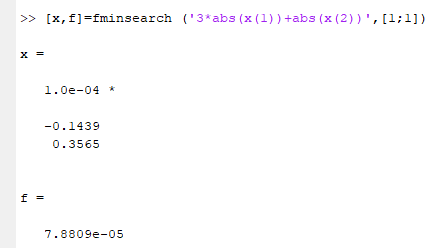 >> [x,f]=fminsearch ('3*abs(x(1))+abs(x(2))',[1;1])
x =
1.0e-04 *
-0.1439
0.3565
f =
7.8809e-05